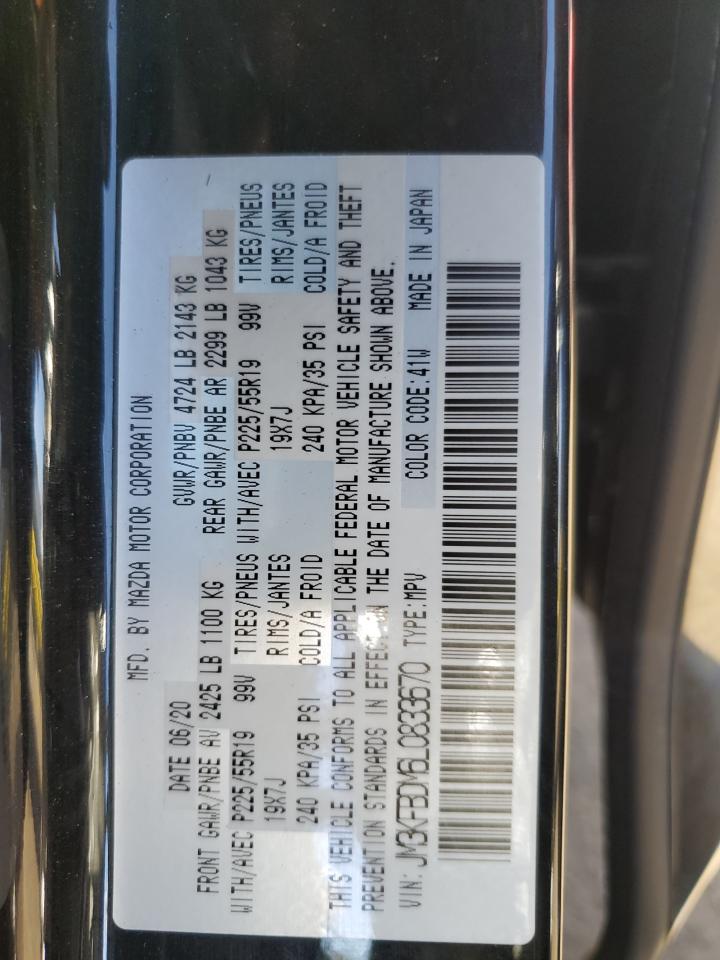 MFD. BY MAZDA MOTOR CORPORATION
DATE 06/20 GVWR/PNBV 4724 LB 2143 KG
FRONT GAWR/PNBE AV 2425 LB 1100 KG REAR GAWR/PNBE AR 2299 LB 1043 KG
WITH/AVEC P225/55R19 99V TIRES/PNEUS WITH/AVEC P225/55R19 99V TIRES/PNEUS
19X7J RIMS/JANTES 19X7J RIMS/JANTES
240 KPA/35 PSI COLD/A FROID 240 KPA/35 PSI COLD/A FROID
THIS VEHICLE CONFORMS TO ALL APPLICABLE FEDERAL MOTOR VEHICLE SAFETY AND THEFT
PREVENTION STANDARDS IN EFFECT ON THE DATE OF MANUFACTURE SHOWN ABOVE.
VIN: JM3KFBDM6L0833670 TYPE:MPV COLOR CODE:41W MADE IN JAPAN